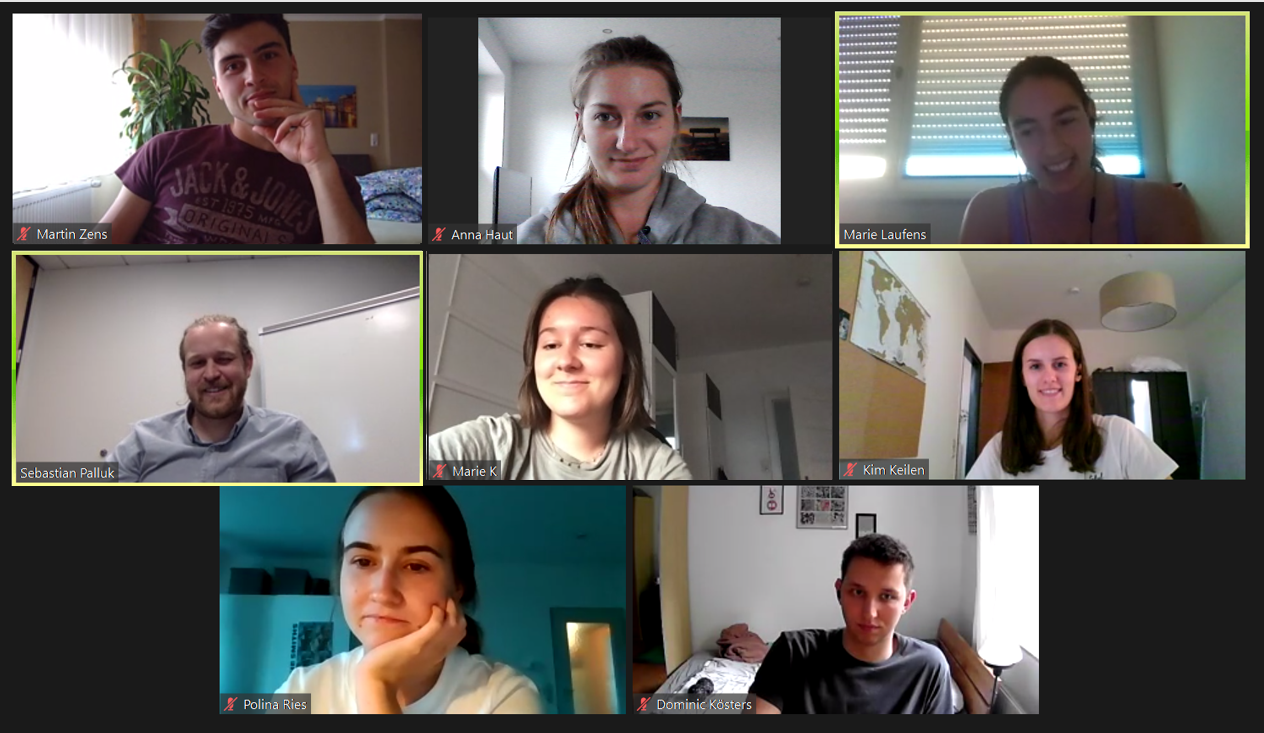 JACK & JONES
EST 1975
ORIGINALS
Martin Zens
Anna Haut
Marie Laufens
Sebastian Palluk
Marie K
Kim Keilen
Polina Ries
Dominic Kösters